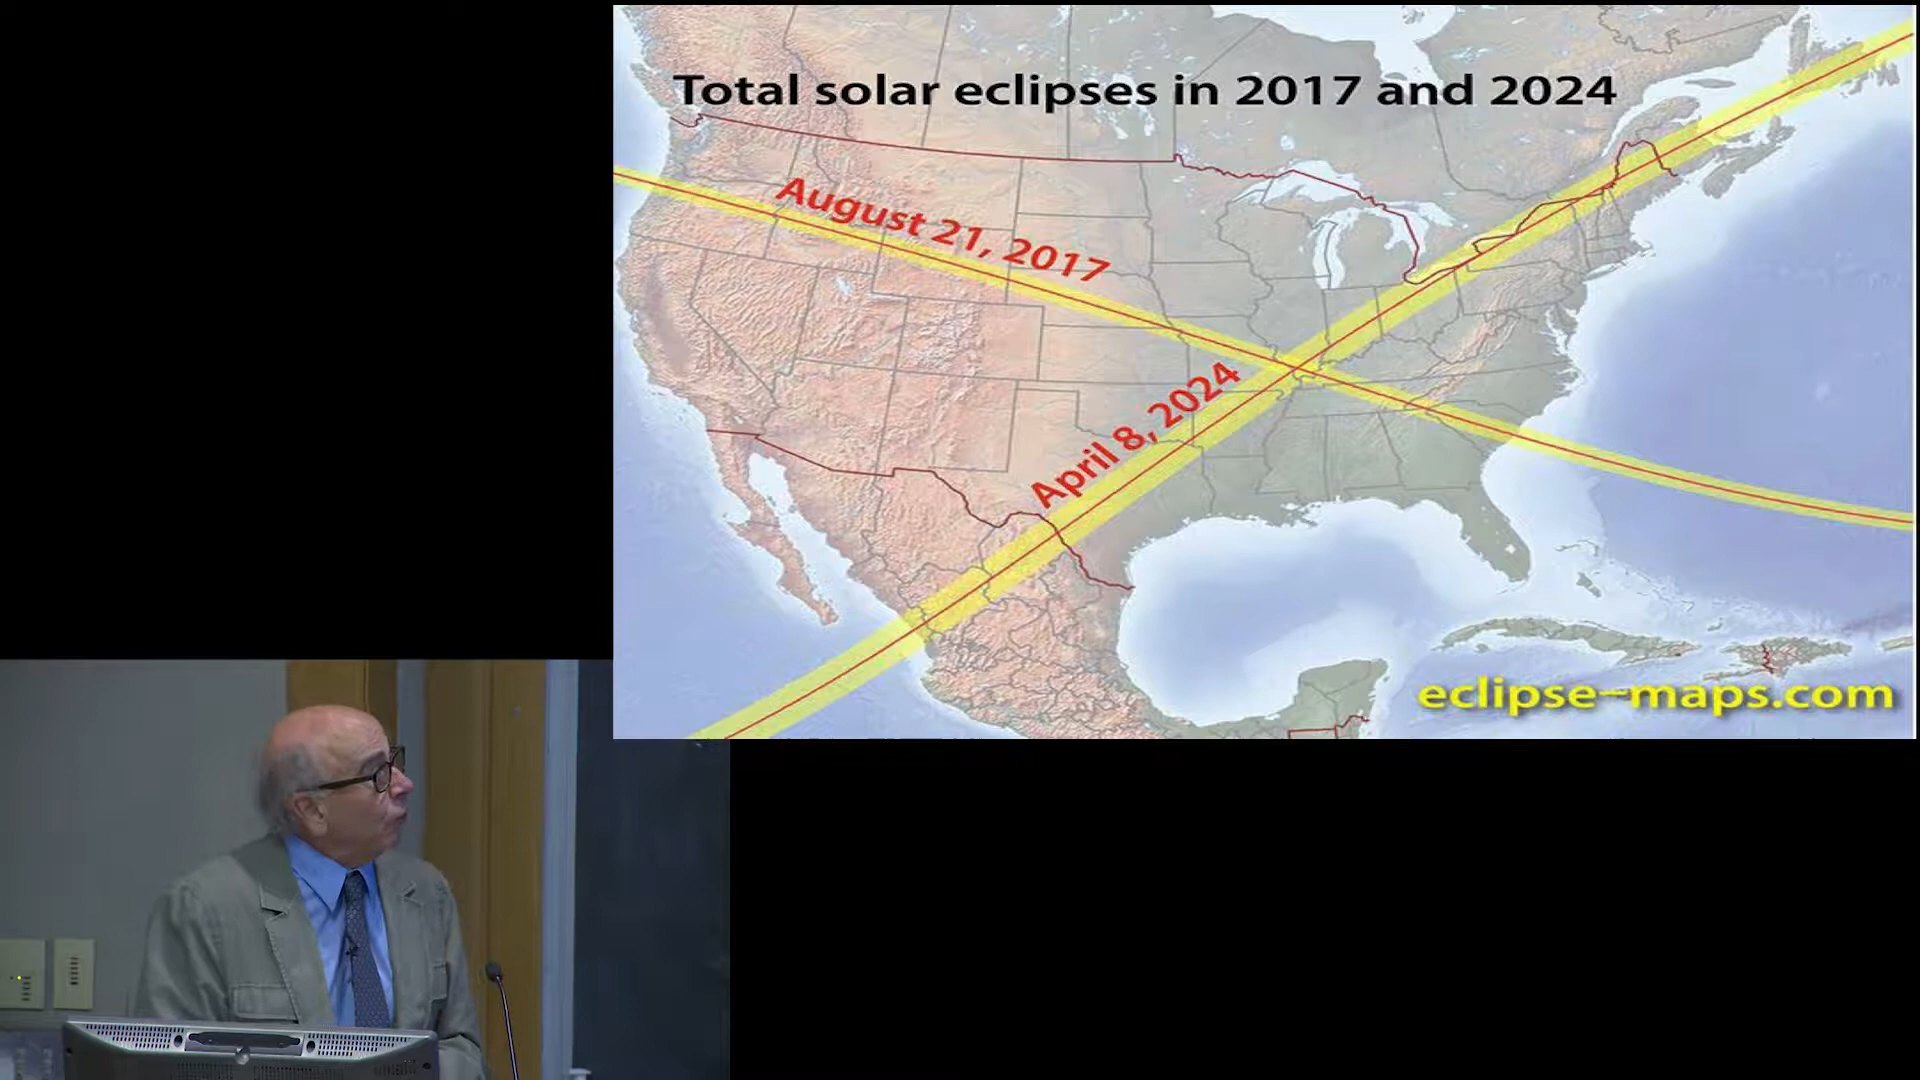 Total solar eclipses in 2017 and 2024
August 21, 2017
April 8, 2024
eclipse-maps.com